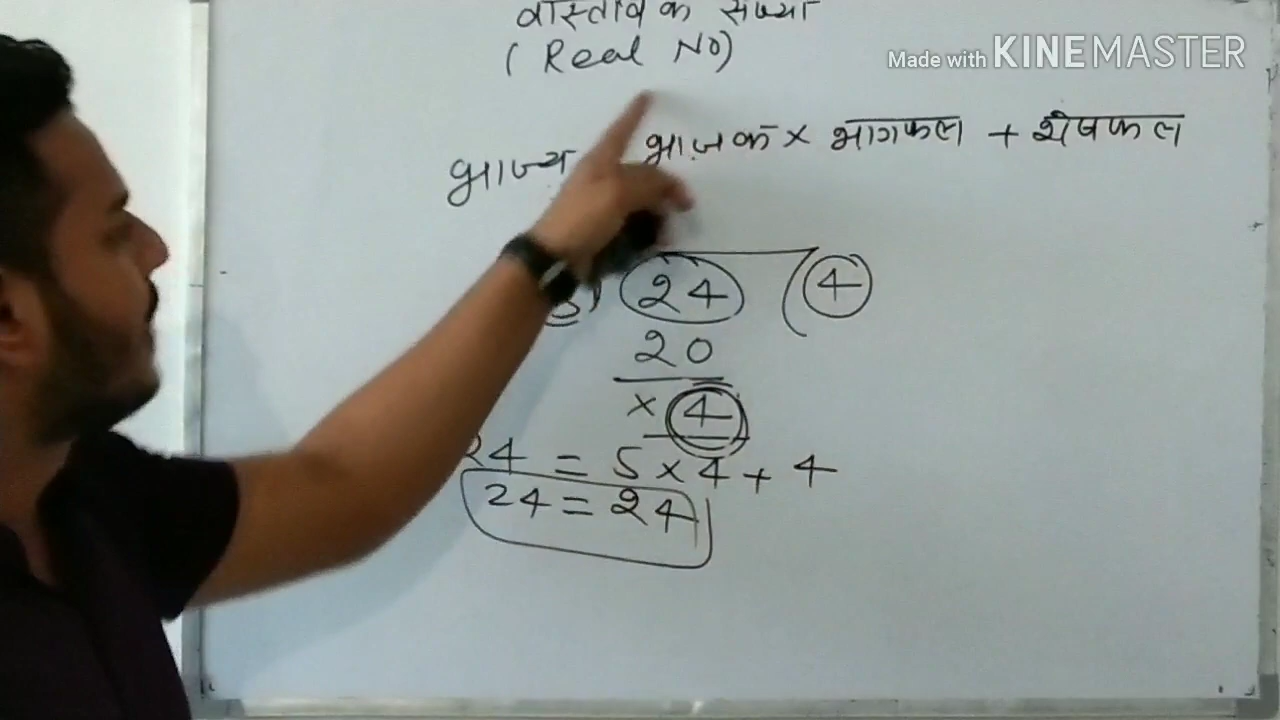 वास्तविक संख्या
(Real No)
Made with KINEMASTER
भाज्य भाजक × भागफल + शेषफल
24 (4
20
× 4
24 = 5 × 4 + 4
24 = 24